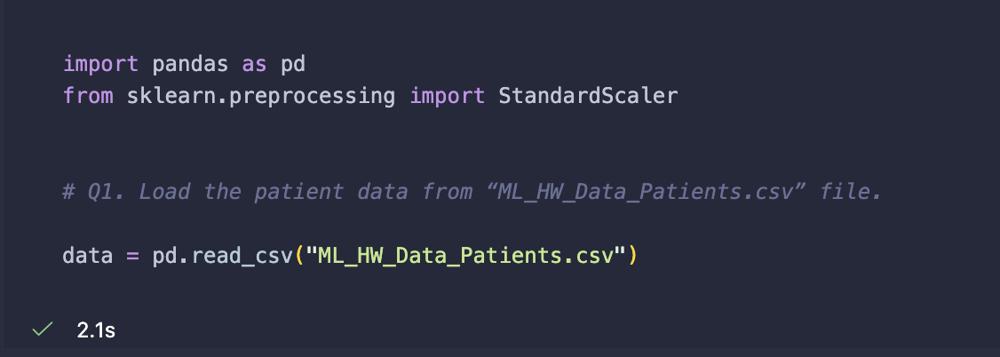 import pandas as pd
from sklearn.preprocessing import StandardScaler
# Q1. Load the patient data from “ML_HW_Data_Patients.csv” file.
data = pd.read_csv("ML_HW_Data_Patients.csv")
2.1s